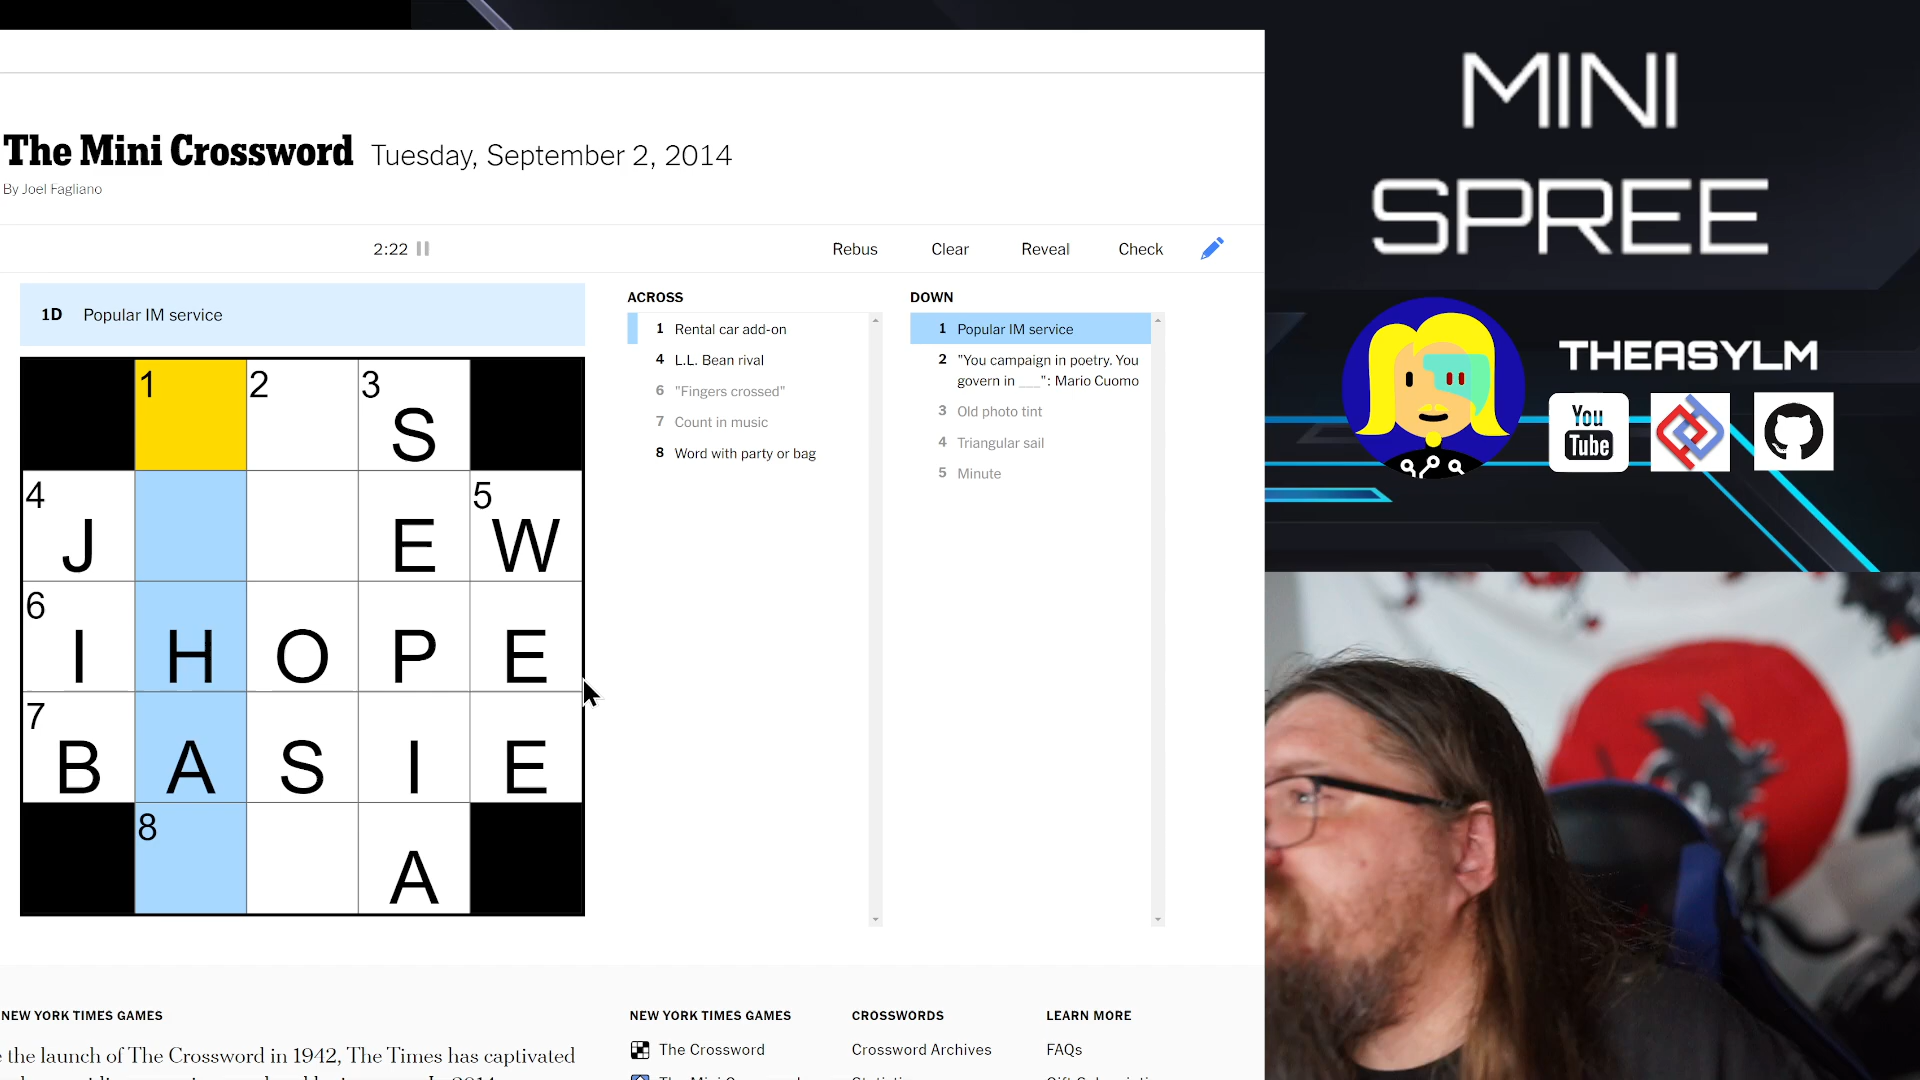 MINI
SPREE
The Mini Crossword Tuesday, September 2, 2014
By Joel Fagliano
2:22
Rebus Clear Reveal Check
1D Popular IM service
1 2 3 S
4 J E 5 W
6 I H O P E
7 B A S I E
8 A
ACROSS
1 Rental car add-on
4 L.L. Bean rival
6 "Fingers crossed"
7 Count in music
8 Word with party or bag
DOWN
1 Popular IM service
2 "You campaign in poetry. You
govern in ___": Mario Cuomo
3 Old photo tint
4 Triangular sail
5 Minute
THEASYLM
You
Tube
NEW YORK TIMES GAMES
the launch of The Crossword in 1942, The Times has captivated
NEW YORK TIMES GAMES
The Crossword
CROSSWORDS
Crossword Archives
LEARN MORE
FAQs